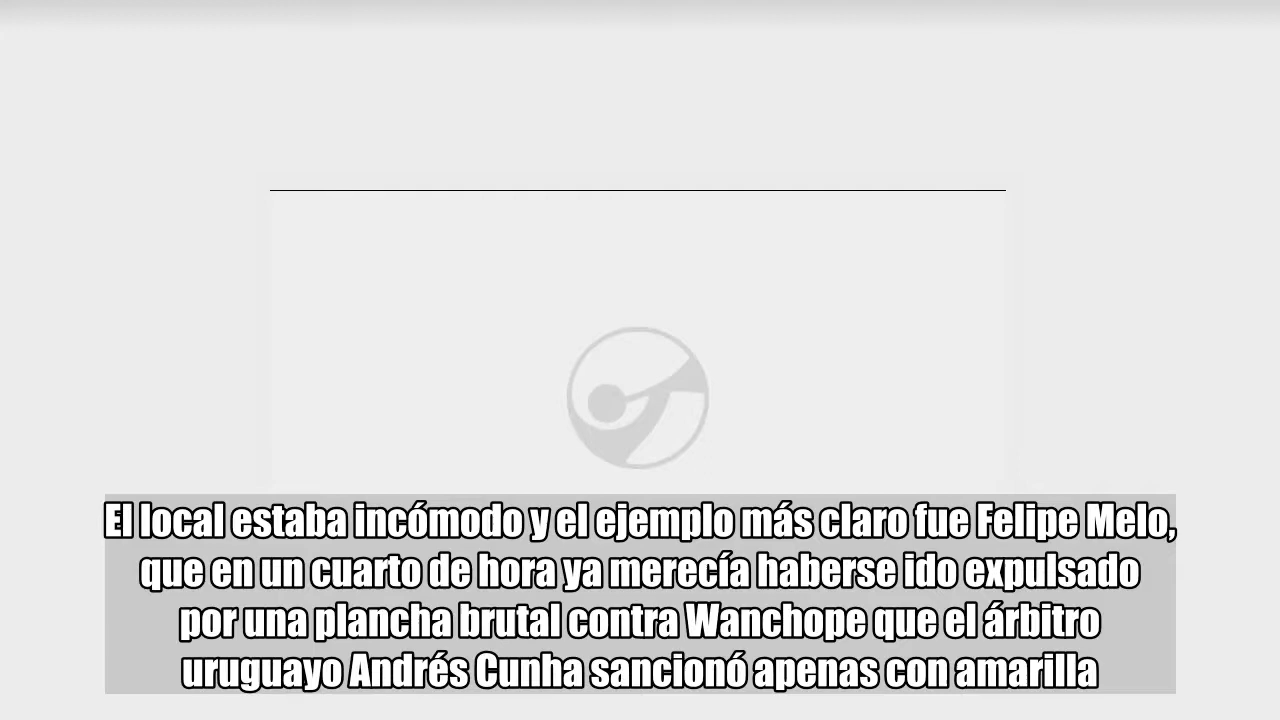 El local estaba incómodo y el ejemplo más claro fue Felipe Melo,
que en un cuarto de hora ya merecía haberse ido expulsado
por una plancha brutal contra Wanchope que el árbitro
uruguayo Andrés Cunha sancionó apenas con amarilla